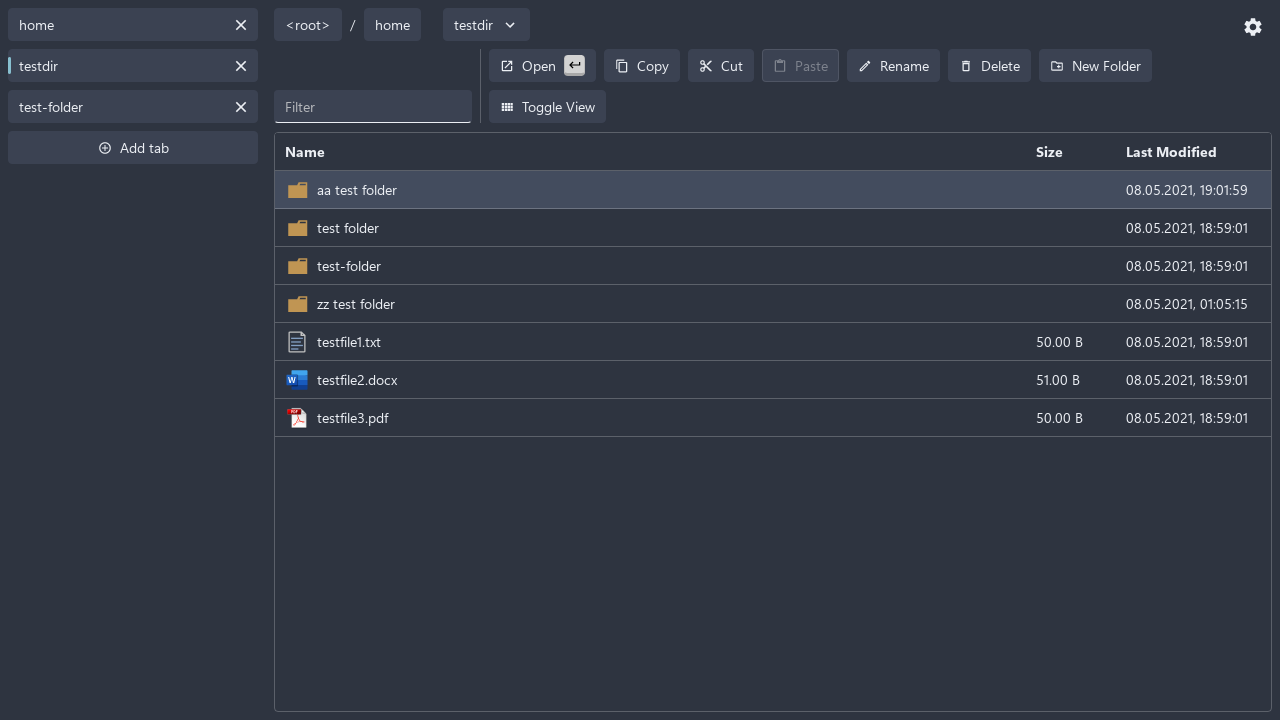 home
testdir
test-folder
Add tab
<root> / home testdir
Open Copy Cut Paste Rename Delete New Folder
Filter Toggle View
Name Size Last Modified
aa test folder 08.05.2021, 19:01:59
test folder 08.05.2021, 18:59:01
test-folder 08.05.2021, 18:59:01
zz test folder 08.05.2021, 01:05:15
testfile1.txt 50.00 B 08.05.2021, 18:59:01
W testfile2.docx 51.00 B 08.05.2021, 18:59:01
PDF testfile3.pdf 50.00 B 08.05.2021, 18:59:01